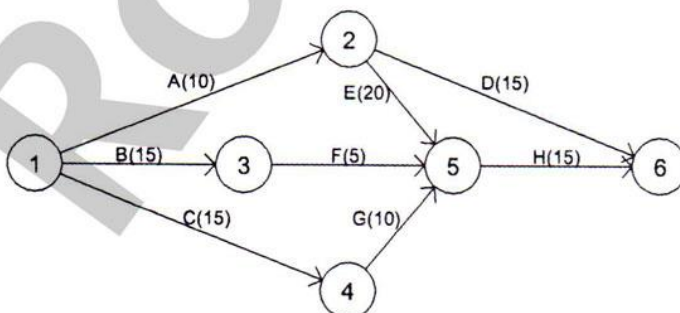 2
A(10)
D(15)
E(20)
1
B(15)
3
F(5)
5
H(15)
6
C(15)
G(10)
4